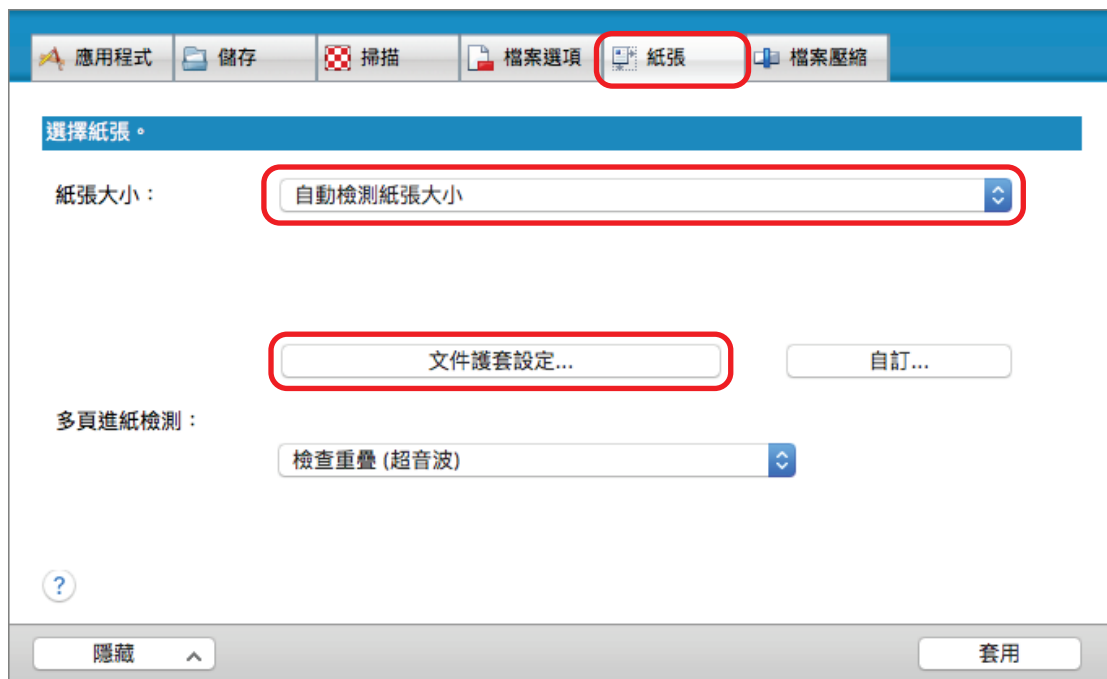 應用程式 儲存 掃描 檔案選項 紙張 檔案壓縮
選擇紙張。
紙張大小： 自動檢測紙張大小
文件護套設定... 自訂...
多頁進紙檢測：
檢查重疊 (超音波)
?
隱藏 套用